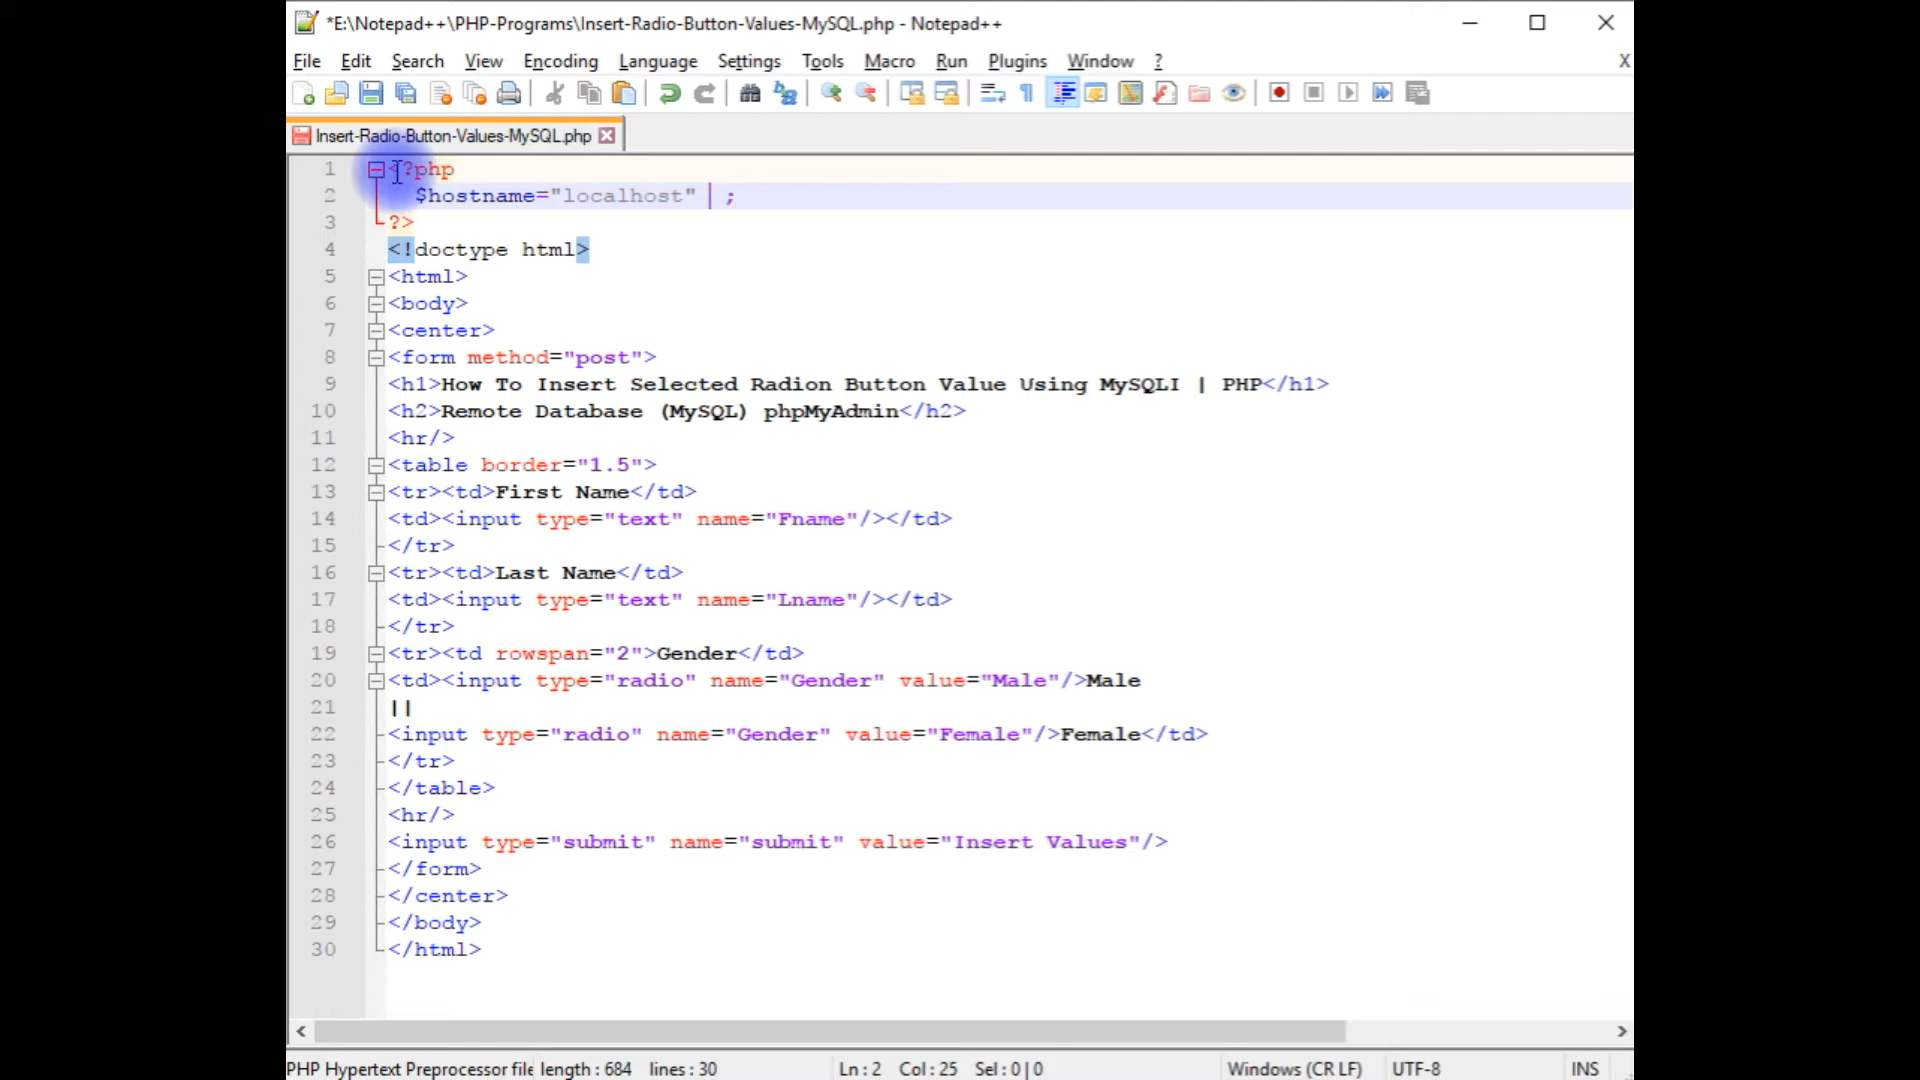 *E:\Notepad++\PHP-Programs\Insert-Radio-Button-Values-MySQL.php - Notepad++
File Edit Search View Encoding Language Settings Tools Macro Run Plugins Window ? X
Insert-Radio-Button-Values-MySQL.php
1 <?php
2 $hostname="localhost" ;
3 ?>
4 <!doctype html>
5 <html>
6 <body>
7 <center>
8 <form method="post">
9 <h1>How To Insert Selected Radion Button Value Using MySQLI | PHP</h1>
10 <h2>Remote Database (MySQL) phpMyAdmin</h2>
11 <hr/>
12 <table border="1.5">
13 <tr><td>First Name</td>
14 <td><input type="text" name="Fname"/></td>
15 </tr>
16 <tr><td>Last Name</td>
17 <td><input type="text" name="Lname"/></td>
18 </tr>
19 <tr><td rowspan="2">Gender</td>
20 <td><input type="radio" name="Gender" value="Male"/>Male
21 ||
22 <input type="radio" name="Gender" value="Female"/>Female</td>
23 </tr>
24 </table>
25 <hr/>
26 <input type="submit" name="submit" value="Insert Values"/>
27 </form>
28 </center>
29 </body>
30 </html>
PHP Hypertext Preprocessor file length : 684 lines : 30 Ln : 2 Col : 25 Sel : 0 | 0 Windows (CR LF) UTF-8 INS